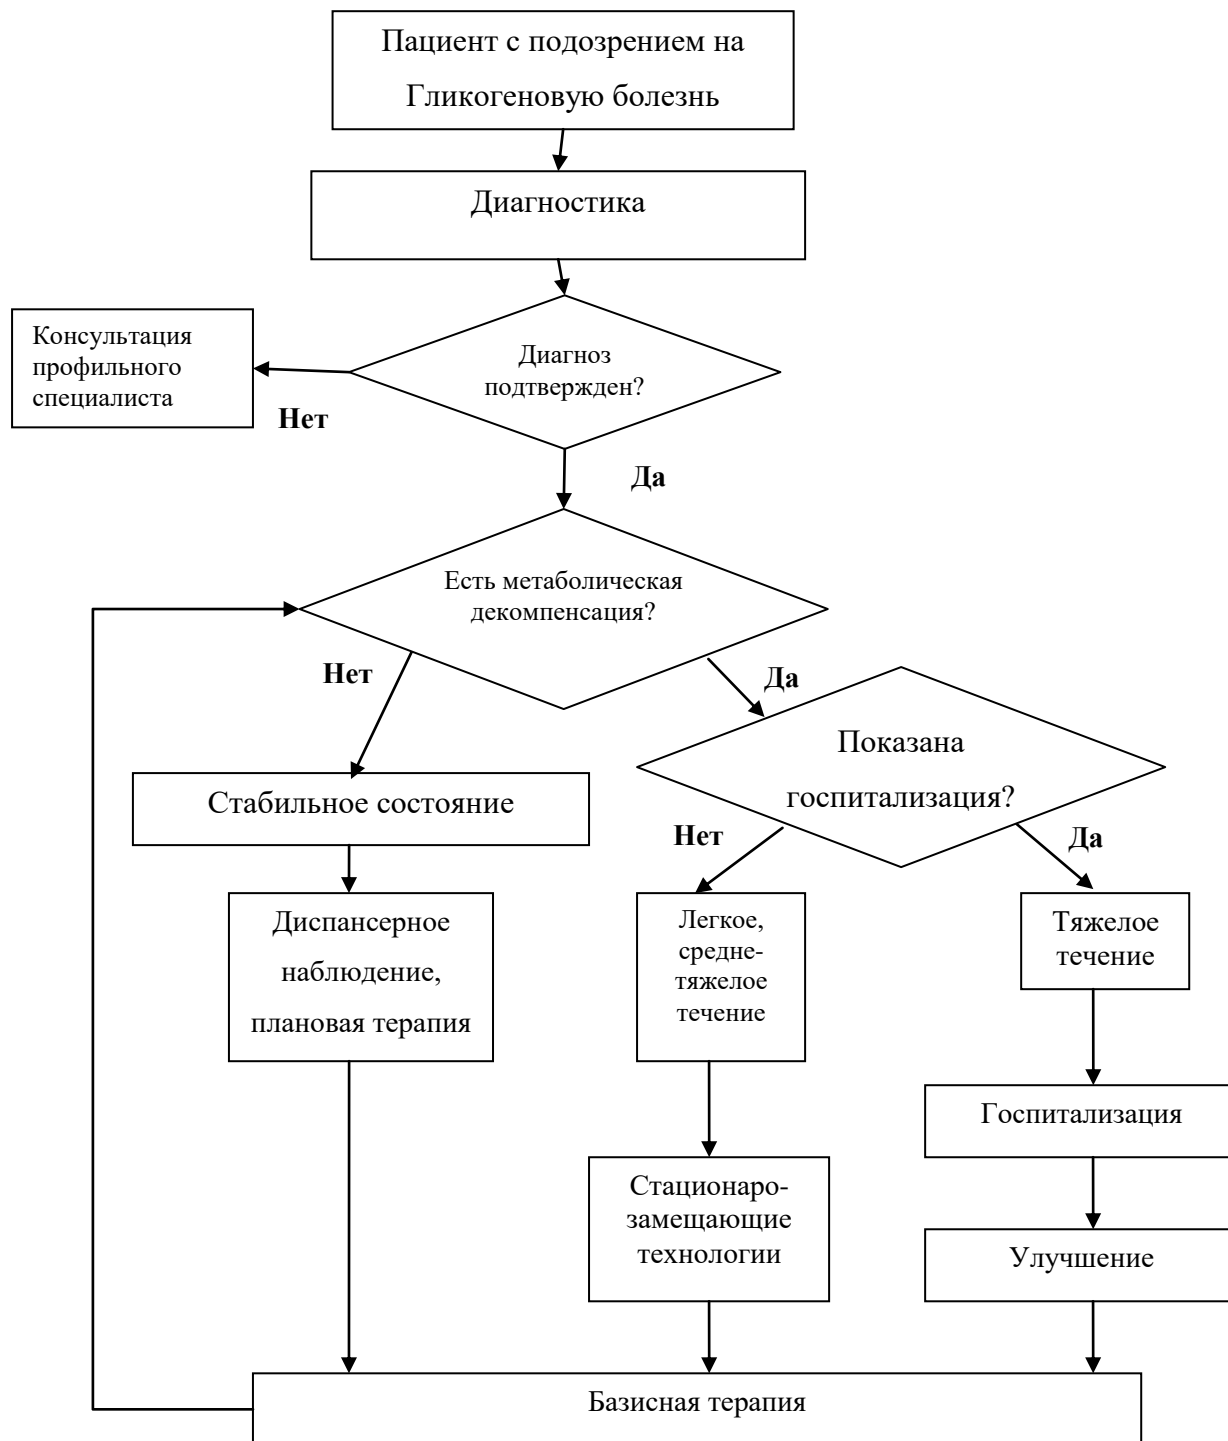 Пациент с подозрением на
Гликогеновую болезнь
Диагностика
Консультация
профильного
специалиста
Диагноз
подтвержден?
Нет
Да
Есть метаболическая
декомпенсация?
Нет
Да
Показана
госпитализация?
Стабильное состояние
Нет
Да
Диспансерное
наблюдение,
плановая терапия
Легкое,
средне-
тяжелое
течение
Тяжелое
течение
Госпитализация
Стационаро-
замещающие
технологии
Улучшение
Базисная терапия